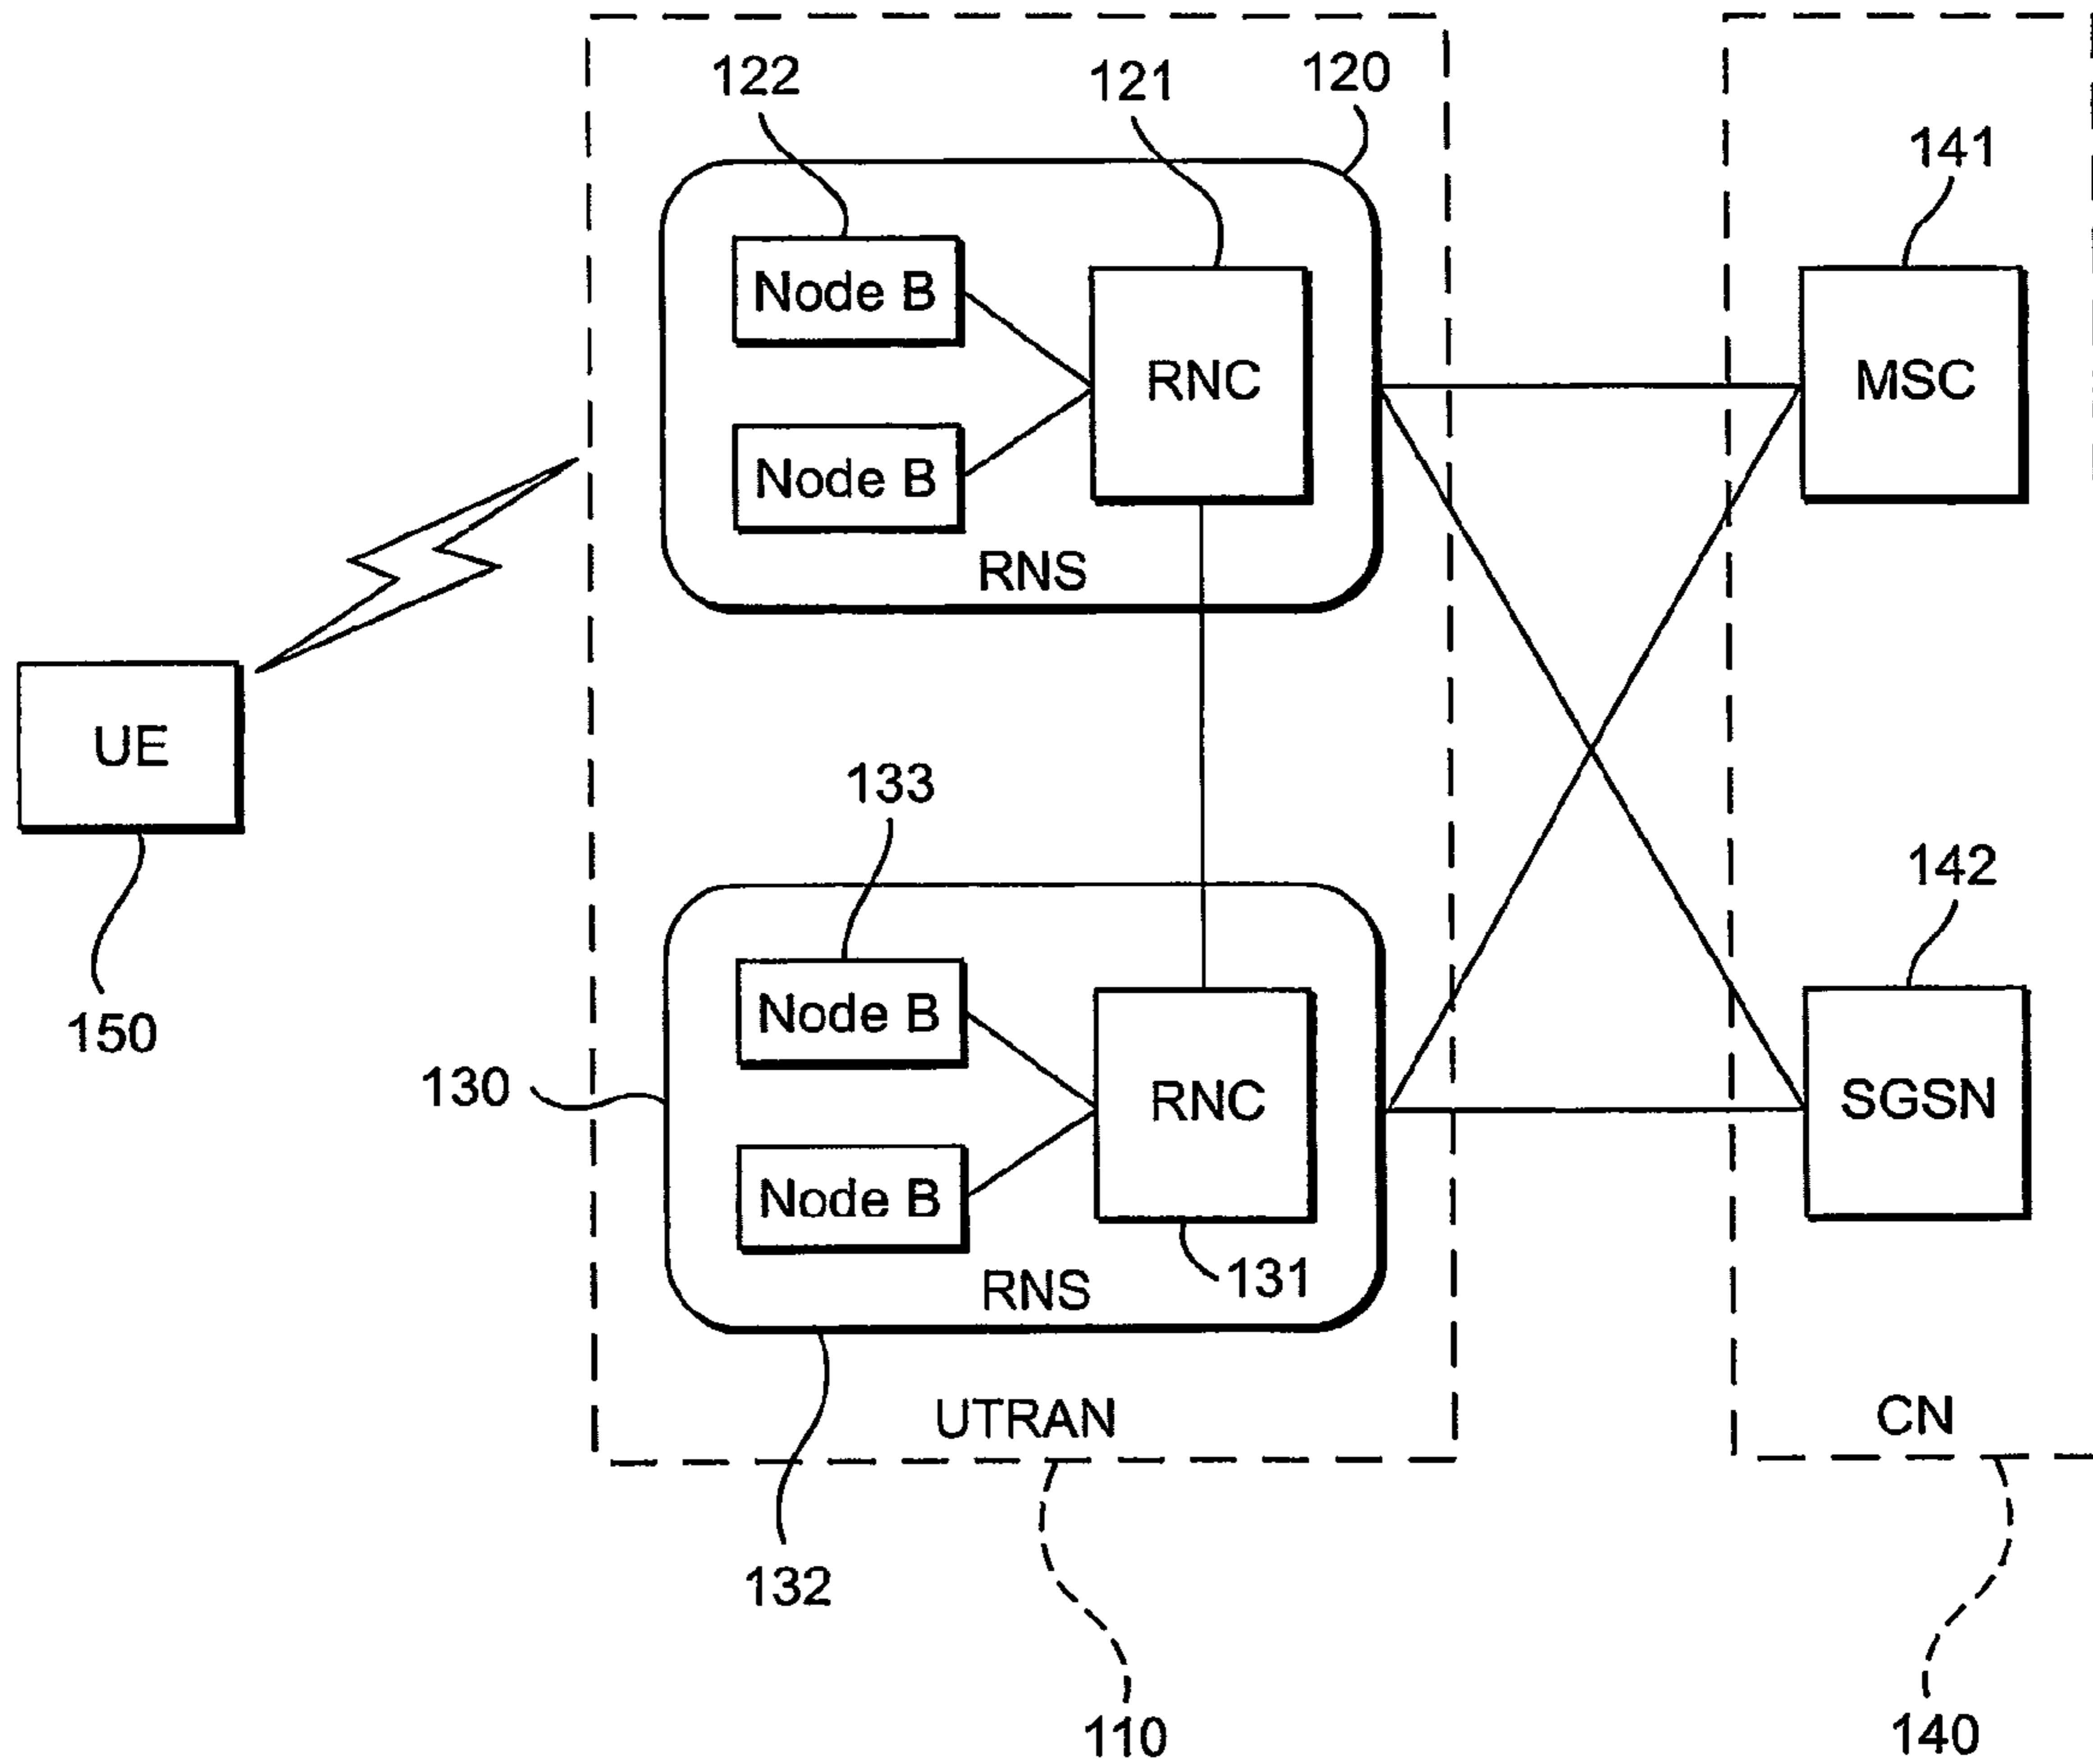 122
121
120
141
Node B
RNC
MSC
Node B
RNS
UE
133
142
150
Node B
130
RNC
SGSN
Node B
131
RNS
UTRAN
CN
132
110
140